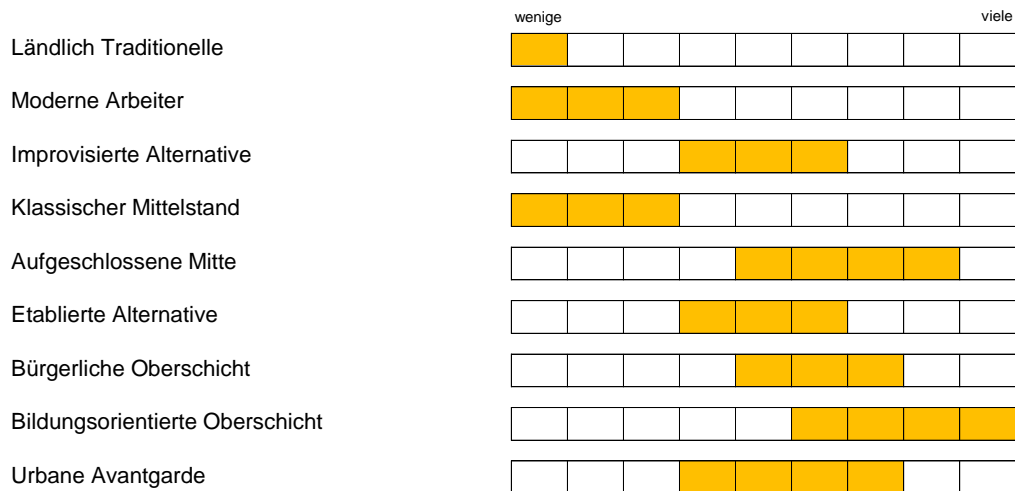 wenige viele
Ländlich Traditionelle
Moderne Arbeiter
Improvisierte Alternative
Klassischer Mittelstand
Aufgeschlossene Mitte
Etablierte Alternative
Bürgerliche Oberschicht
Bildungsorientierte Oberschicht
Urbane Avantgarde